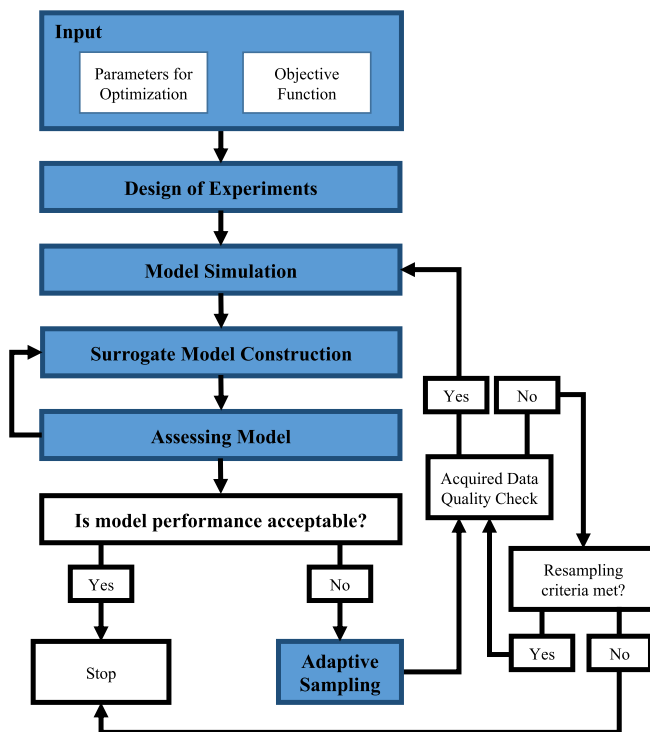 Input
Parameters for
Optimization
Objective
Function
Design of Experiments
Model Simulation
Surrogate Model Construction
Assessing Model
Is model performance acceptable?
Yes
No
Stop
Adaptive
Sampling
Yes
No
Acquired Data
Quality Check
Resampling
criteria met?
Yes
No